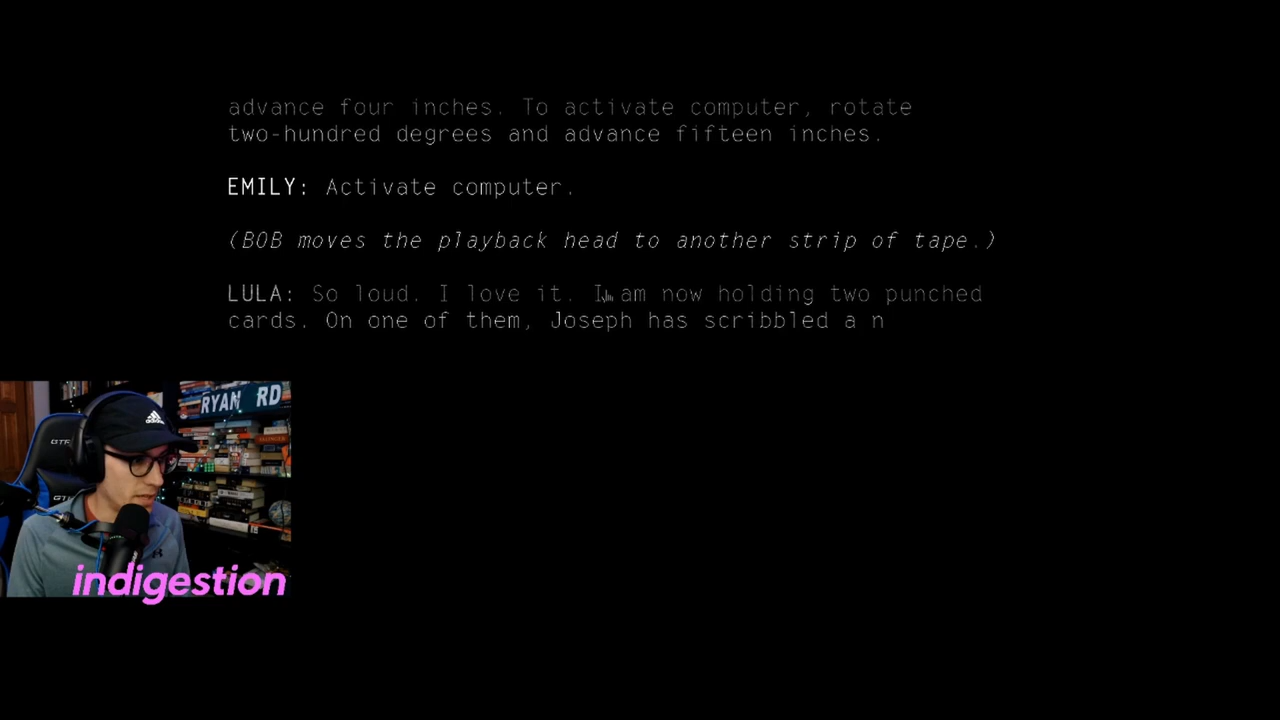 advance four inches. To activate computer, rotate
two-hundred degrees and advance fifteen inches.
EMILY: Activate computer.
(BOB moves the playback head to another strip of tape.)
LULA: So loud. I love it. I am now holding two punched
cards. On one of them, Joseph has scribbled a n
RYAN RD
adidas
indigestion